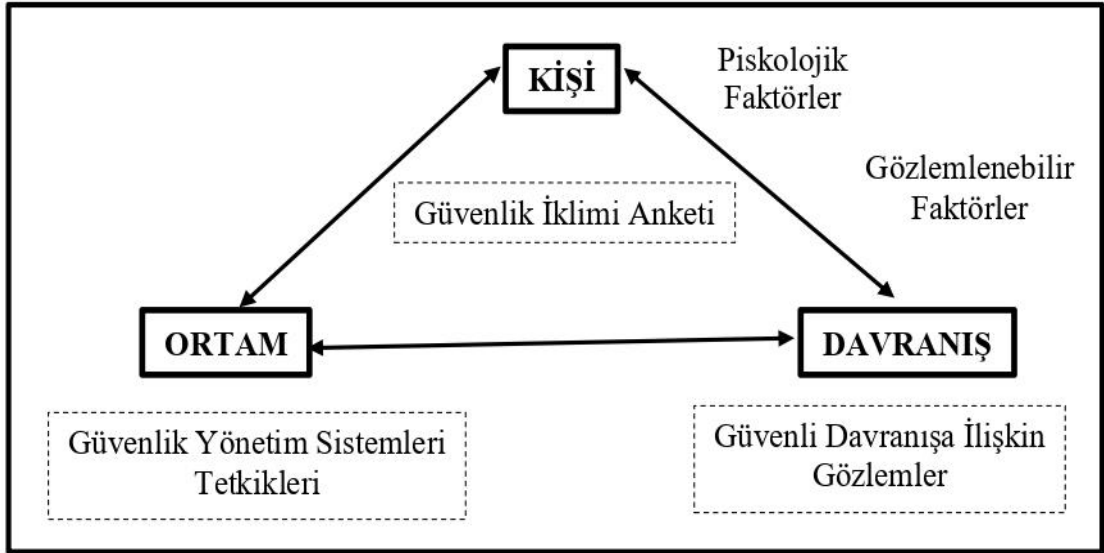 KİŞİ
Piskolojik
Faktörler
Gözlemlenebilir
Faktörler
Güvenlik İklimi Anketi
ORTAM
DAVRANIŞ
Güvenlik Yönetim Sistemleri
Tetkikleri
Güvenli Davranışa İlişkin
Gözlemler